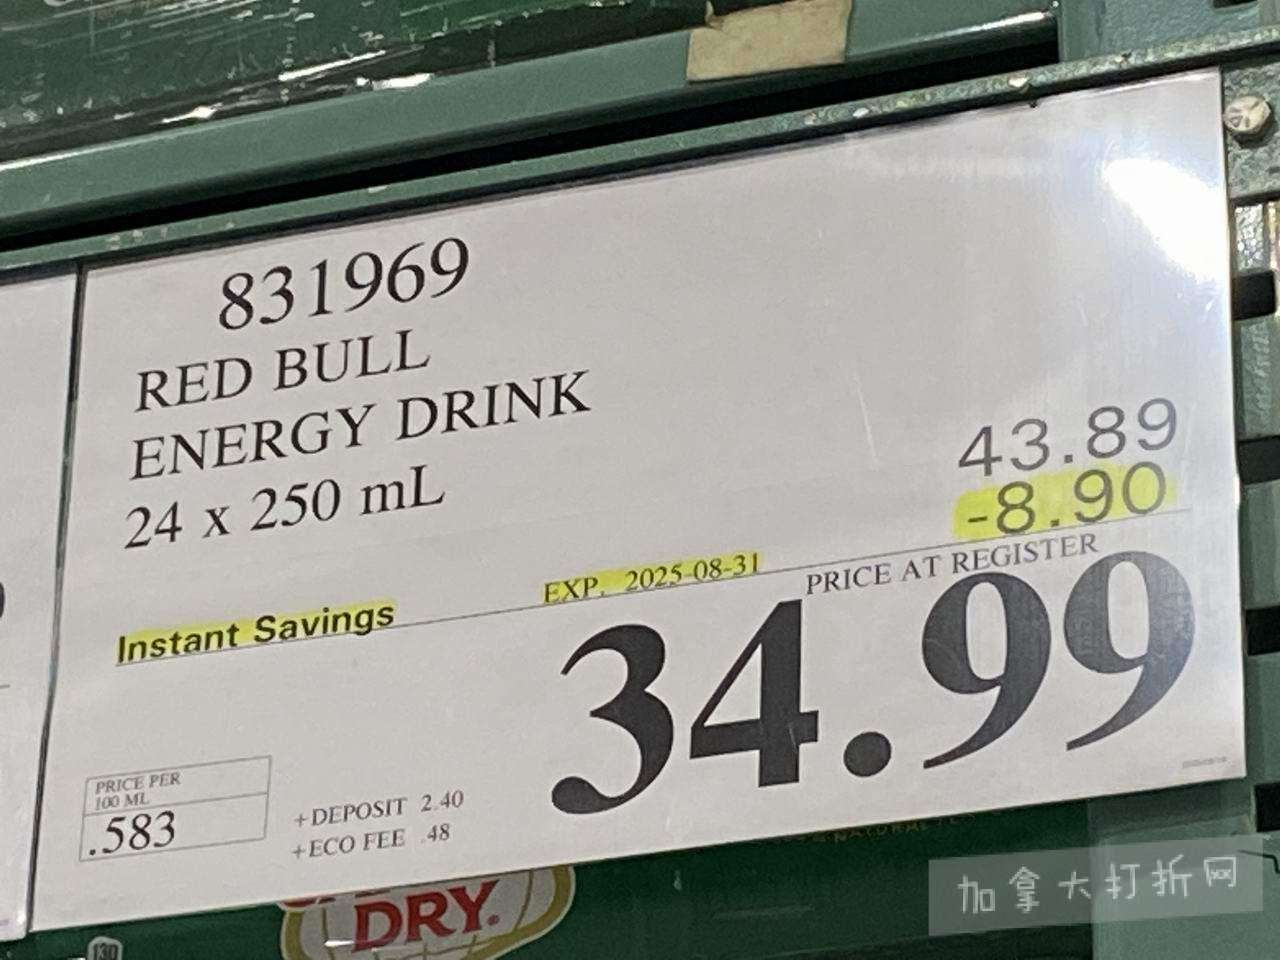 831969
RED BULL
ENERGY DRINK
24 x 250 mL
43.89
-8.90
EXP. 2025-08-31
PRICE AT REGISTER
Instant Savings
34.99
PRICE PER
100 ML
.583
+DEPOSIT 2.40
+ECO FEE .48
DRY
130
加拿大打折网